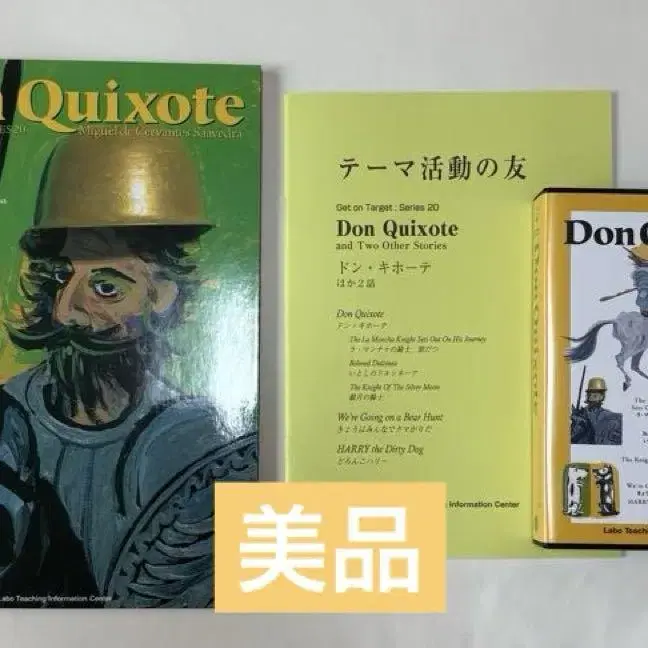 Quixote
Miguel de Cervantes Saavedra
Labo Teaching Information Center
テーマ活動の友
Get on Target : Series 20
Don Quixote
and Two Other Stories
ドン・キホーテ
ほか2話
Don Quixote
ドン・キホーテ
The La Mancha Knight Sets Out On His Journey
ラ・マンチャの騎士 旅だつ
Beloved Dulcinea
いとしのドルシネーア
The Knight Of The Silver Moon
銀月の騎士
We're Going on a Bear Hunt
きょうはみんなでクマがりだ
HARRY the Dirty Dog
どろんこハリー
Information Center
Don
The Knight
HARRY
Labo Teach
美品